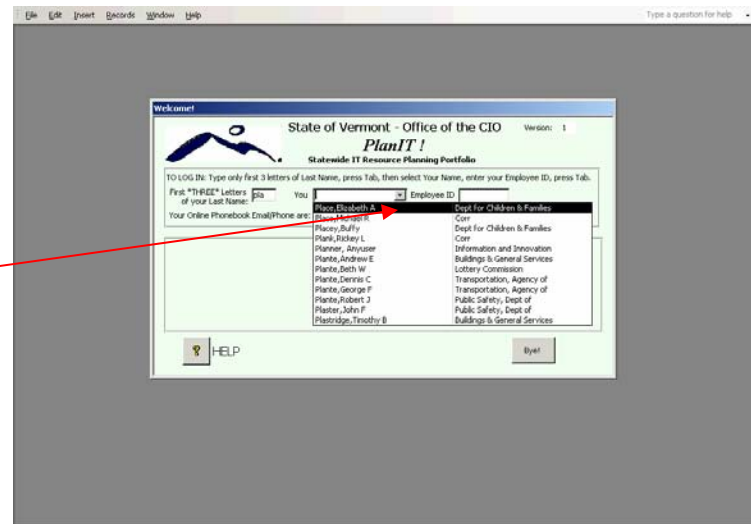 File Edit Insert Records Window Help Type a question for help
Welcome!
State of Vermont - Office of the CIO Version: 1
PlanIT !
Statewide IT Resource Planning Portfolio
TO LOG IN: Type only first 3 letters of Last Name, press Tab, then select Your Name, enter your Employee ID, press Tab.
First *THREE* Letters of your Last Name: pla You Employee ID
Your Online Phonebook Email/Phone are:
Place,Elizabeth A Dept for Children & Families
Place,Michael R Corr
Placey,Buffy Dept for Children & Families
Plank,Rickey L Corr
Planner, Anyuser Information and Innovation
Plante,Andrew E Buildings & General Services
Plante,Beth W Lottery Commission
Plante,Dennis C Transportation, Agency of
Plante,George F Transportation, Agency of
Plante,Robert J Public Safety, Dept of
Plaster,John F Public Safety, Dept of
Plastridge,Timothy B Buildings & General Services
? HELP Bye!